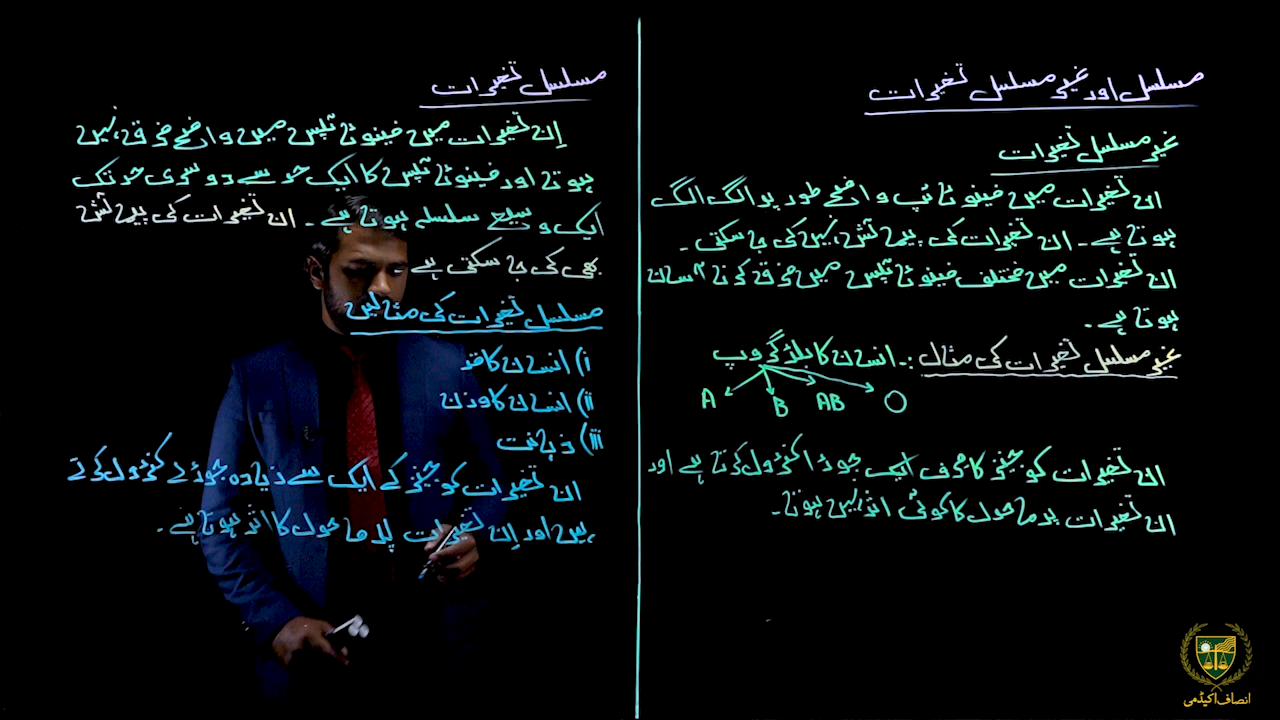 مسلسل اور غیر مسلسل تغیرات
غیر مسلسل تغیرات
ان تغیرات میں فینوٹائپ واضح طور پر الگ الگ
ہوتا ہے۔ ان تغیرات کی پیمائش نہیں کی جا سکتی۔
ان تغیرات میں مختلف فینوٹائپس میں فرق کرنا آسان
ہوتا ہے۔
غیر مسلسل تغیرات کی مثال :۔ انسان کا بلڈ گروپ
A B AB O
ان تغیرات کو جینز کا صرف ایک جوڑا کنٹرول کرتا ہے اور
ان تغیرات پر ماحول کا کوئی اثر نہیں ہوتا۔
مسلسل تغیرات
اِن تغیرات میں فینوٹائپس میں واضح فرق نہیں
ہوتا اور فینوٹائپس کا ایک حد سے دوسری حد تک
ایک وسیع سلسلہ ہوتا ہے۔ ان تغیرات کی پیمائش
بھی کی جا سکتی ہے
مسلسل تغیرات کی مثالیں
i) انسان کا قد
ii) انسان کا وزن
iii) ذہانت
ان تغیرات کو جینز کے ایک سے زیادہ جوڑے کنٹرول کرتے
ہیں اور اِن تغیرات پر ماحول کا اثر ہوتا ہے۔
انصاف اکیڈمی